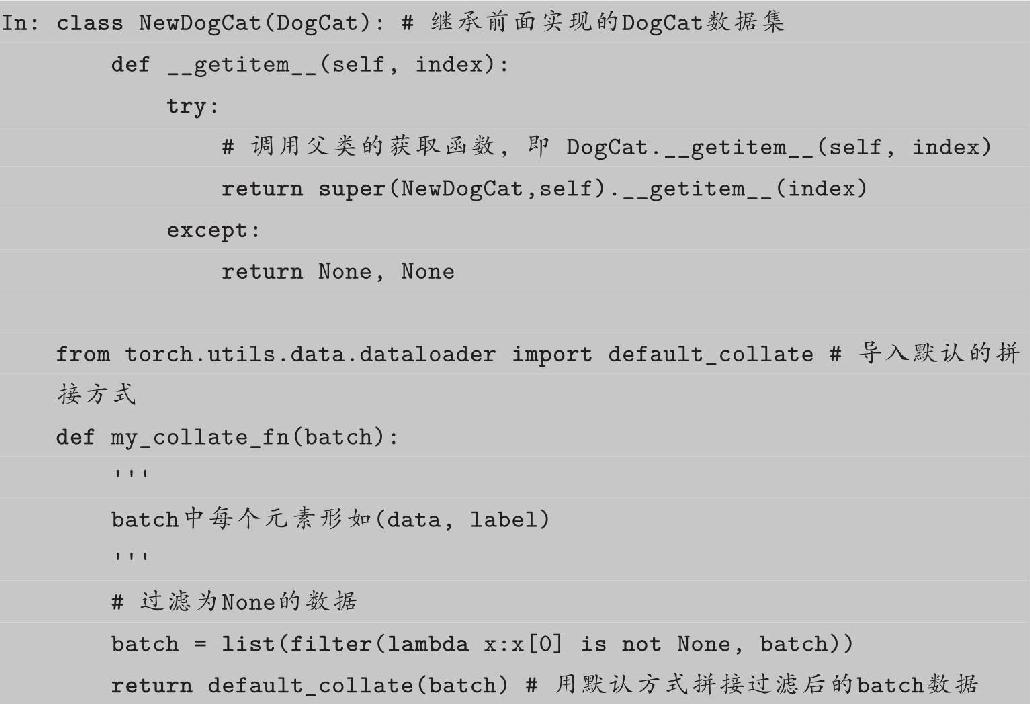 In: class NewDogCat(DogCat): # 继承前面实现的DogCat数据集
def __getitem__(self, index):
try:
# 调用父类的获取函数, 即 DogCat.__getitem__(self, index)
return super(NewDogCat,self).__getitem__(index)
except:
return None, None
from torch.utils.data.dataloader import default_collate # 导入默认的拼
接方式
def my_collate_fn(batch):
'''
batch中每个元素形如(data, label)
'''
# 过滤为None的数据
batch = list(filter(lambda x:x[0] is not None, batch))
return default_collate(batch) # 用默认方式拼接过滤后的batch数据